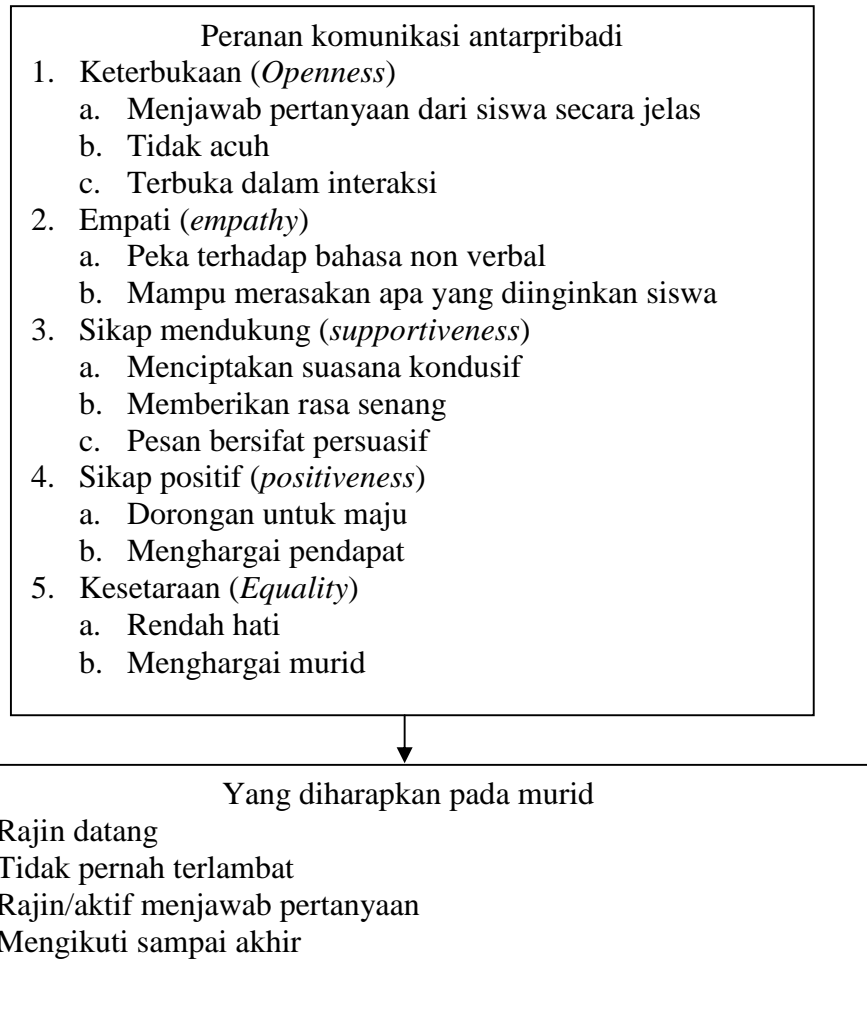 Peranan komunikasi antarpribadi
1. Keterbukaan (Openness)
a. Menjawab pertanyaan dari siswa secara jelas
b. Tidak acuh
c. Terbuka dalam interaksi
2. Empati (empathy)
a. Peka terhadap bahasa non verbal
b. Mampu merasakan apa yang diinginkan siswa
3. Sikap mendukung (supportiveness)
a. Menciptakan suasana kondusif
b. Memberikan rasa senang
c. Pesan bersifat persuasif
4. Sikap positif (positiveness)
a. Dorongan untuk maju
b. Menghargai pendapat
5. Kesetaraan (Equality)
a. Rendah hati
b. Menghargai murid
Yang diharapkan pada murid
Rajin datang
Tidak pernah terlambat
Rajin/aktif menjawab pertanyaan
Mengikuti sampai akhir